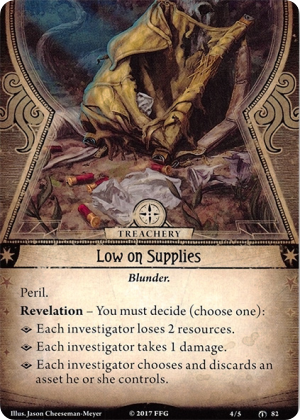 TREACHERY
Low on Supplies
Blunder.
Peril.
Revelation – You must decide (choose one):
Each investigator loses 2 resources.
Each investigator takes 1 damage.
Each investigator chooses and discards an
asset he or she controls.
Illus. Jason Cheeseman-Meyer © 2017 FFG 4/5 82